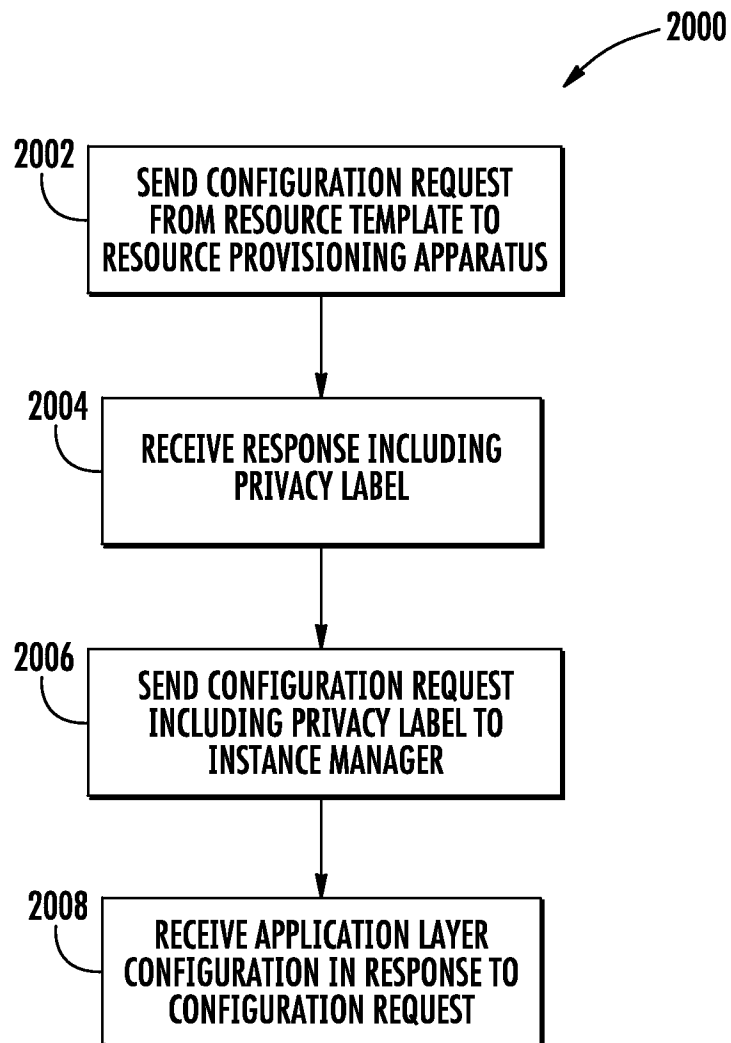 2000
2002
SEND CONFIGURATION REQUEST
FROM RESOURCE TEMPLATE TO
RESOURCE PROVISIONING APPARATUS
2004
RECEIVE RESPONSE INCLUDING
PRIVACY LABEL
2006
SEND CONFIGURATION REQUEST
INCLUDING PRIVACY LABEL TO
INSTANCE MANAGER
2008
RECEIVE APPLICATION LAYER
CONFIGURATION IN RESPONSE TO
CONFIGURATION REQUEST